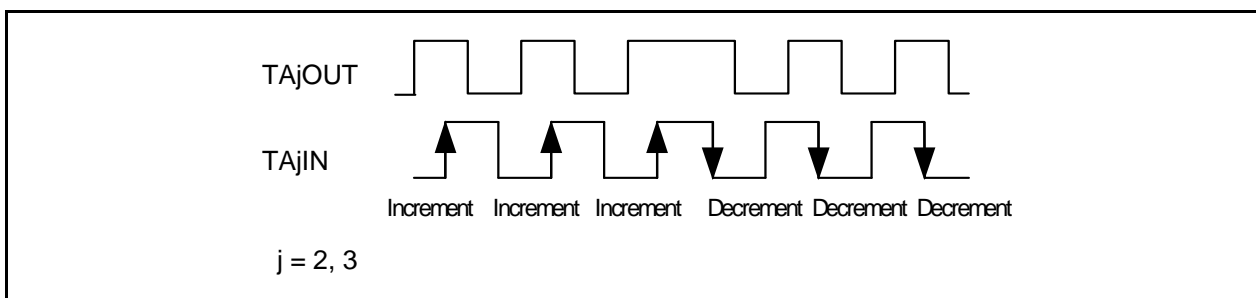 TAjOUT
TAjIN
Increment Increment Increment Decrement Decrement Decrement
j = 2, 3